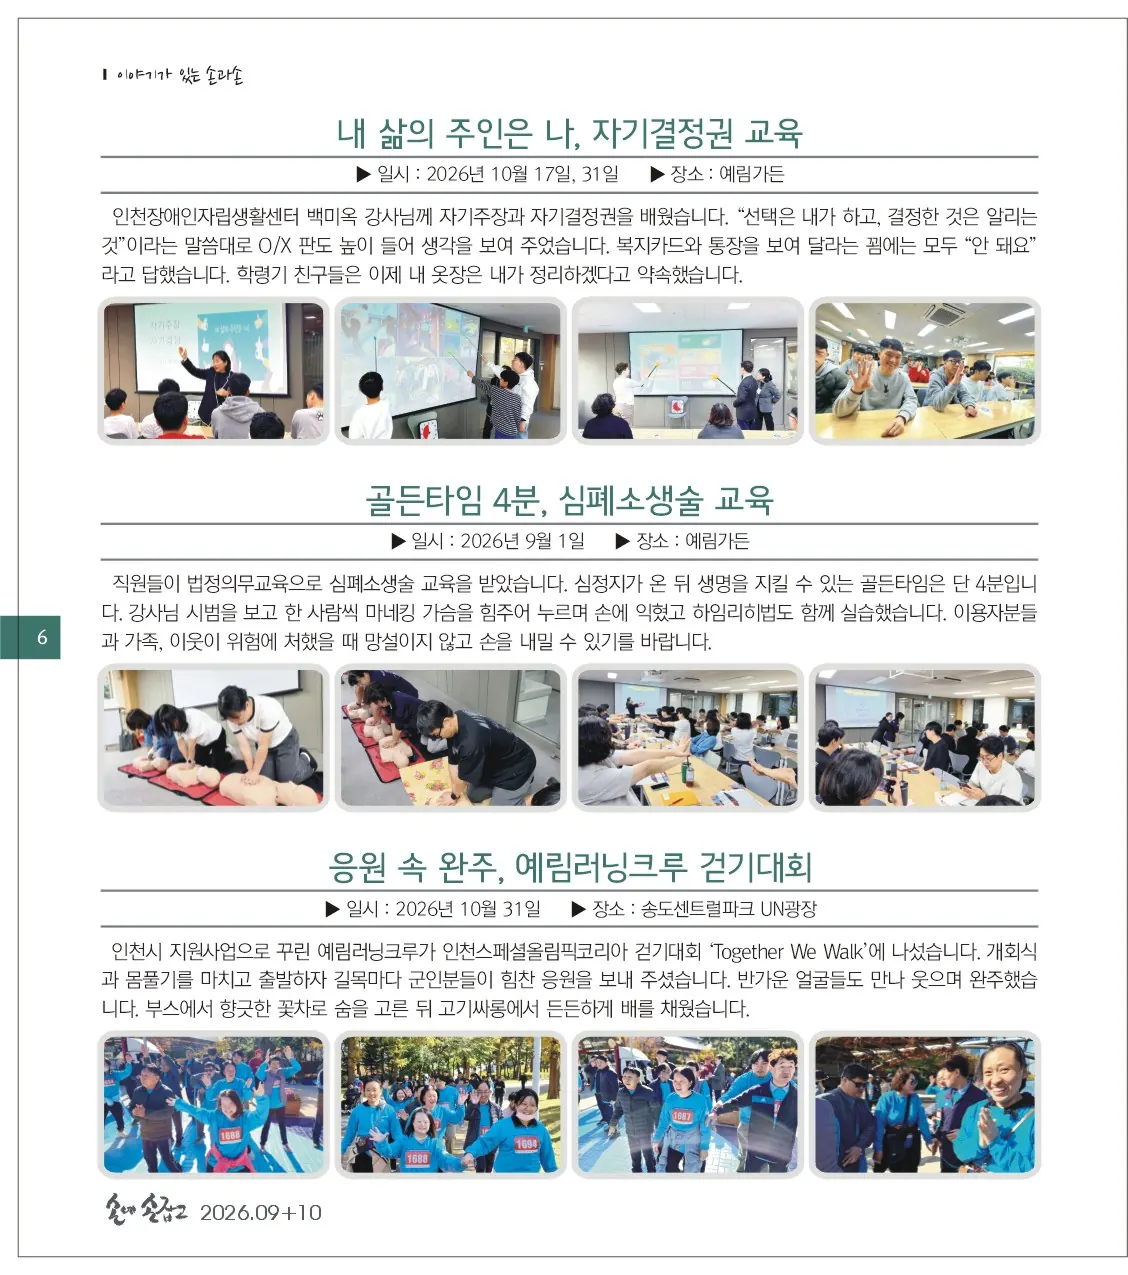 이야기가 있는 손과손
내 삶의 주인은 나, 자기결정권 교육
▶ 일시 : 2026년 10월 17일, 31일 ▶ 장소 : 예림가든
인천장애인자립생활센터 백미옥 강사님께 자기주장과 자기결정권을 배웠습니다. “선택은 내가 하고, 결정한 것은 알리는
것”이라는 말씀대로 O/X 판도 높이 들어 생각을 보여 주었습니다. 복지카드와 통장을 보여 달라는 꾐에는 모두 “안 돼요”
라고 답했습니다. 학령기 친구들은 이제 내 옷장은 내가 정리하겠다고 약속했습니다.
자기주장
자기결정
골든타임 4분, 심폐소생술 교육
▶ 일시 : 2026년 9월 1일 ▶ 장소 : 예림가든
직원들이 법정의무교육으로 심폐소생술 교육을 받았습니다. 심정지가 온 뒤 생명을 지킬 수 있는 골든타임은 단 4분입니
다. 강사님 시범을 보고 한 사람씩 마네킹 가슴을 힘주어 누르며 손에 익혔고 하임리히법도 함께 실습했습니다. 이용자분들
과 가족, 이웃이 위험에 처했을 때 망설이지 않고 손을 내밀 수 있기를 바랍니다.
6
응원 속 완주, 예림러닝크루 걷기대회
▶ 일시 : 2026년 10월 31일 ▶ 장소 : 송도센트럴파크 UN광장
인천시 지원사업으로 꾸린 예림러닝크루가 인천스페셜올림픽코리아 걷기대회 ‘Together We Walk’에 나섰습니다. 개회식
과 몸풀기를 마치고 출발하자 길목마다 군인분들이 힘찬 응원을 보내 주셨습니다. 반가운 얼굴들도 만나 웃으며 완주했습
니다. 부스에서 향긋한 꽃차로 숨을 고른 뒤 고기싸롱에서 든든하게 배를 채웠습니다.
1688
1688
1694
1687
손에 손잡고 2026.09+10